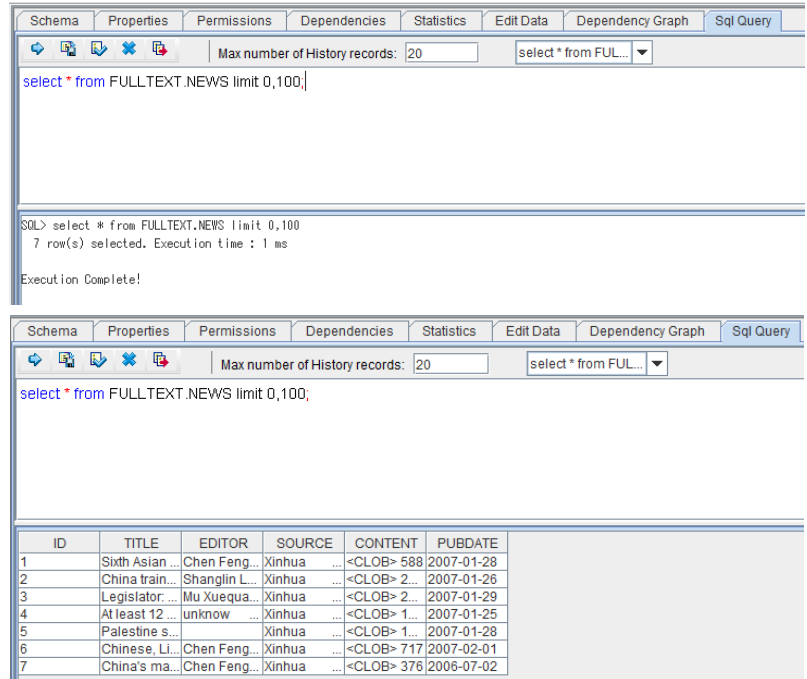 Schema Properties Permissions Dependencies Statistics Edit Data Dependency Graph Sql Query
Max number of History records: 20 select * from FUL...
select * from FULLTEXT.NEWS limit 0,100;
SQL> select * from FULLTEXT.NEWS limit 0,100
7 row(s) selected. Execution time : 1 ms
Execution Complete!
Schema Properties Permissions Dependencies Statistics Edit Data Dependency Graph Sql Query
Max number of History records: 20 select * from FUL...
select * from FULLTEXT.NEWS limit 0,100;
ID TITLE EDITOR SOURCE CONTENT PUBDATE
1 Sixth Asian ... Chen Feng... Xinhua ... <CLOB> 588 2007-01-28
2 China train... Shanglin L... Xinhua ... <CLOB> 2... 2007-01-26
3 Legislator: ... Mu Xuequa... Xinhua ... <CLOB> 2... 2007-01-29
4 At least 12 ... unknow ... Xinhua ... <CLOB> 1... 2007-01-25
5 Palestine s... Xinhua ... <CLOB> 1... 2007-01-28
6 Chinese, Li... Chen Feng... Xinhua ... <CLOB> 717 2007-02-01
7 China's ma... Chen Feng... Xinhua ... <CLOB> 376 2006-07-02